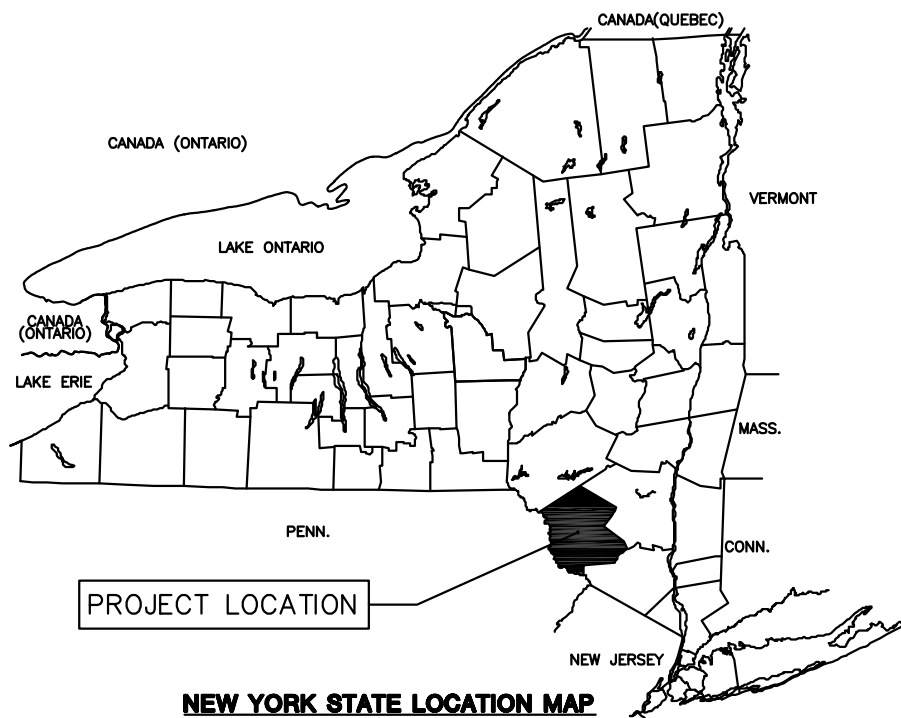 CANADA(QUEBEC)
CANADA (ONTARIO)
VERMONT
LAKE ONTARIO
CANADA
(ONTARIO)
LAKE ERIE
MASS.
PENN.
CONN.
PROJECT LOCATION
NEW JERSEY
NEW YORK STATE LOCATION MAP